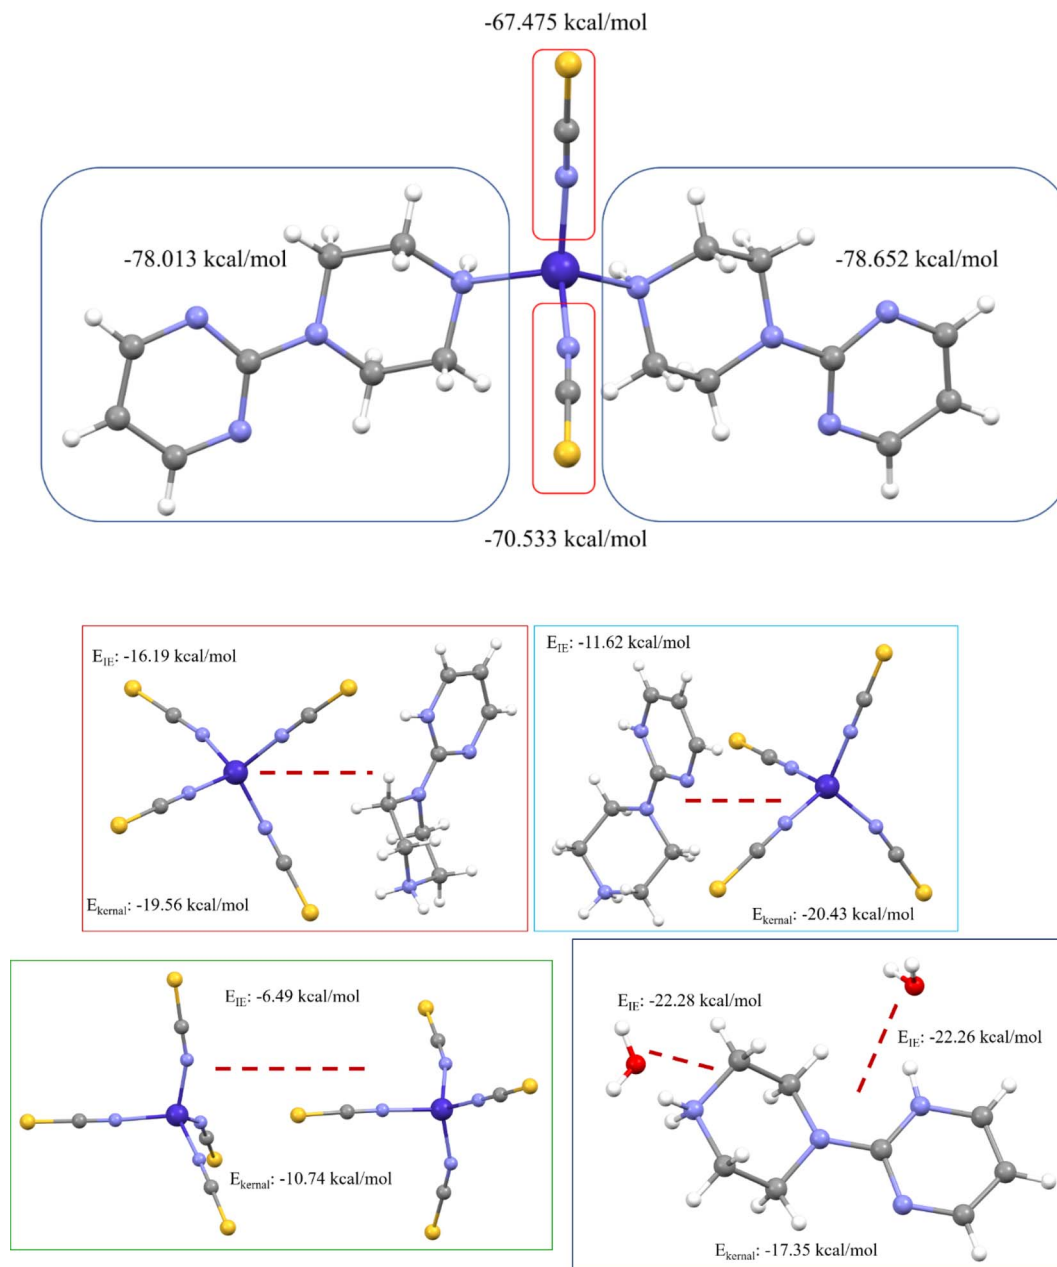 -67.475 kcal/mol
-78.013 kcal/mol
-78.652 kcal/mol
-70.533 kcal/mol
E_IE: -16.19 kcal/mol
E_kernal: -19.56 kcal/mol
E_IE: -11.62 kcal/mol
E_kernal: -20.43 kcal/mol
E_IE: -6.49 kcal/mol
E_kernal: -10.74 kcal/mol
E_IE: -22.28 kcal/mol
E_IE: -22.26 kcal/mol
E_kernal: -17.35 kcal/mol